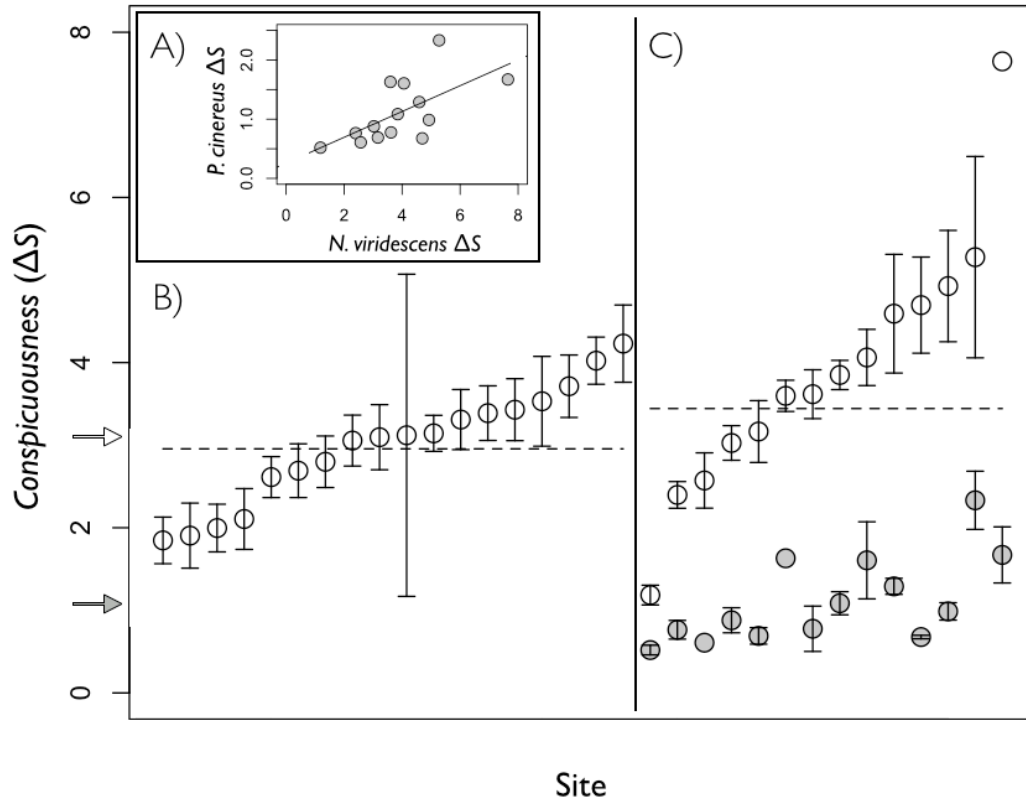 8
6
4
2
0
Conspicuousness (ΔS)
A)
P. cinereus ΔS
2.0
1.0
0.0
0 2 4 6 8
N. viridescens ΔS
B)
C)
Site